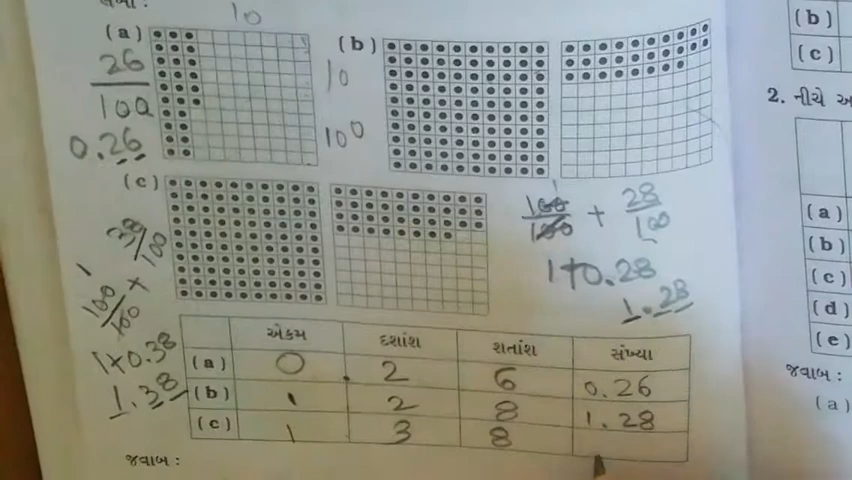 10
(a)
26
100
0.26
(b)
10
100
(c)
38/100
100/100 +
1+0.38
1.38
100/100 + 28/100
1+0.28
1.28
એકમ દશાંશ શતાંશ સંખ્યા
(a) 0 . 2 6 0.26
(b) 1 2 8 1.28
(c) 1 3 8
જવાબ :
(b)
(c)
2. નીચે
(a)
(b)
(c)
(d)
(e)
જવાબ :
(a)